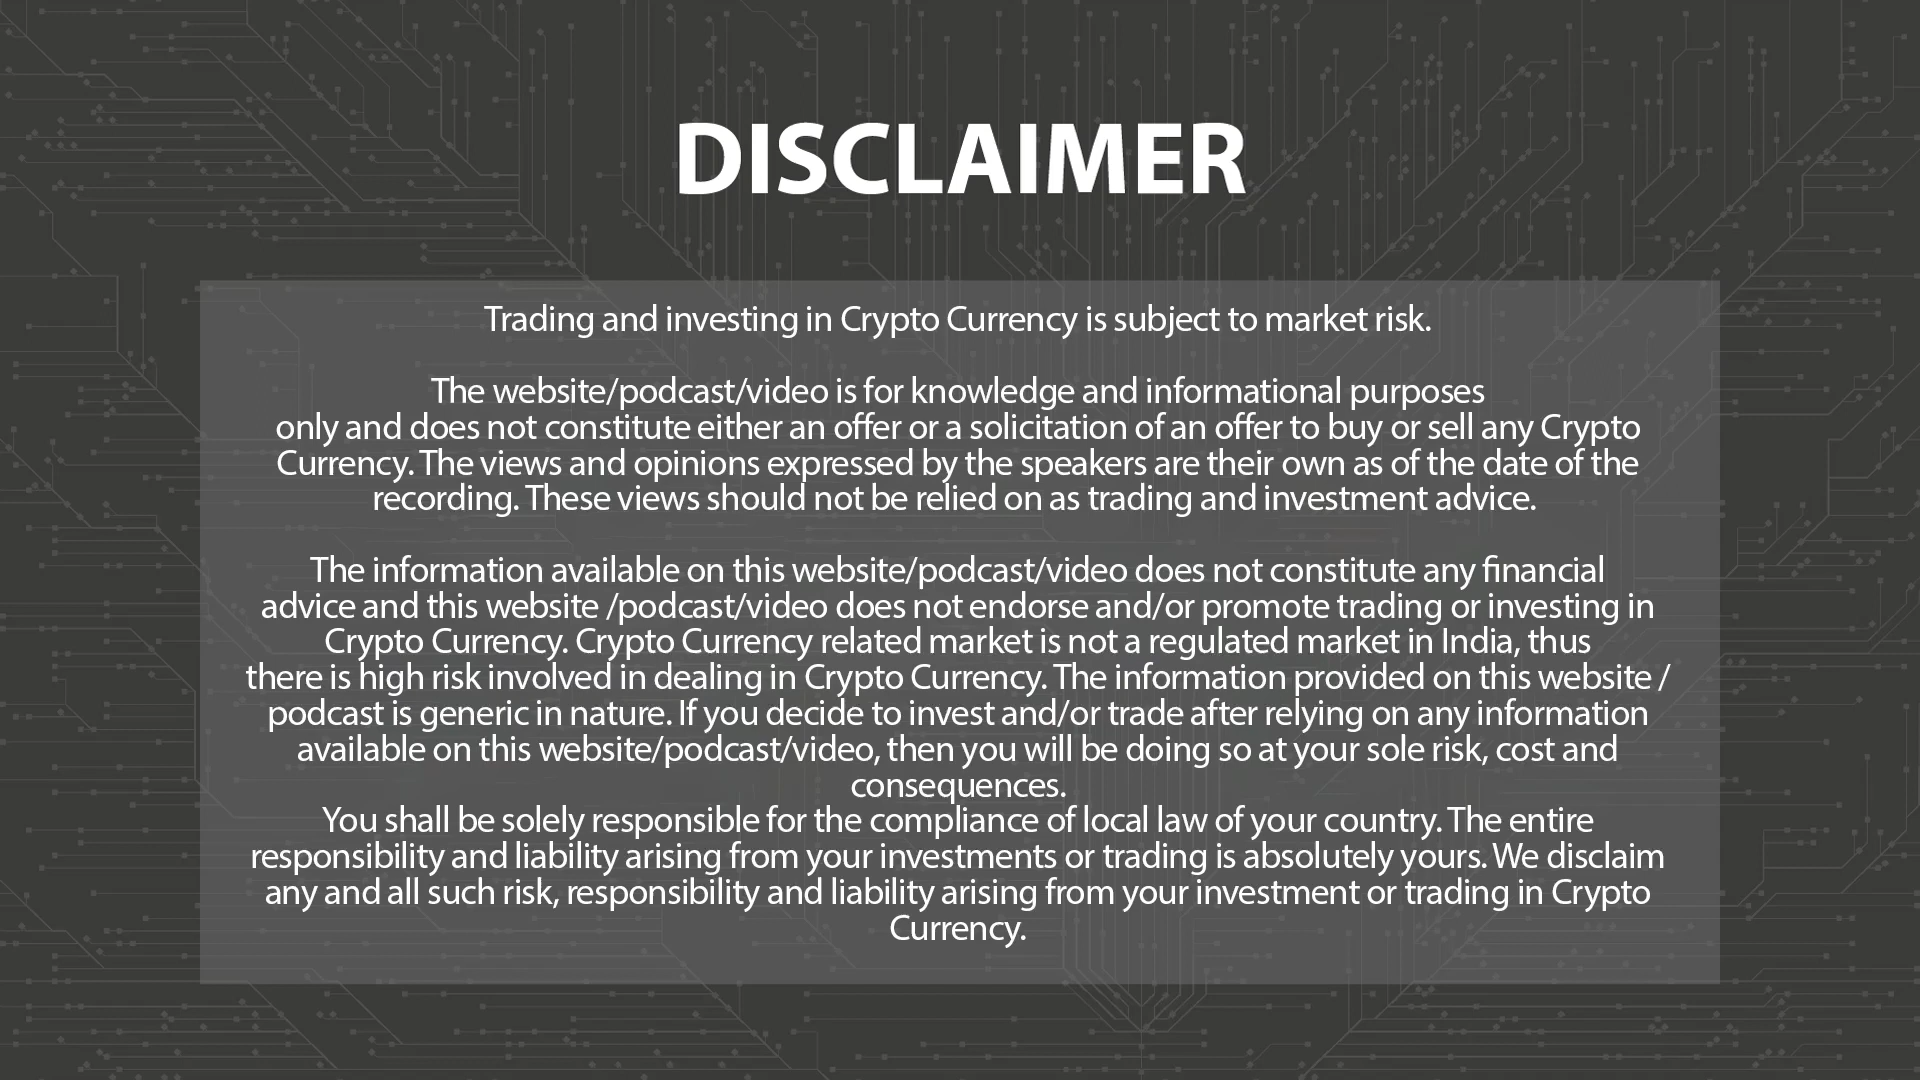 DISCLAIMER
Trading and investing in Crypto Currency is subject to market risk.
The website/podcast/video is for knowledge and informational purposes
only and does not constitute either an offer or a solicitation of an offer to buy or sell any Crypto
Currency. The views and opinions expressed by the speakers are their own as of the date of the
recording. These views should not be relied on as trading and investment advice.
The information available on this website/podcast/video does not constitute any financial
advice and this website /podcast/video does not endorse and/or promote trading or investing in
Crypto Currency. Crypto Currency related market is not a regulated market in India, thus
there is high risk involved in dealing in Crypto Currency. The information provided on this website /
podcast is generic in nature. If you decide to invest and/or trade after relying on any information
available on this website/podcast/video, then you will be doing so at your sole risk, cost and
consequences.
You shall be solely responsible for the compliance of local law of your country. The entire
responsibility and liability arising from your investments or trading is absolutely yours. We disclaim
any and all such risk, responsibility and liability arising from your investment or trading in Crypto
Currency.